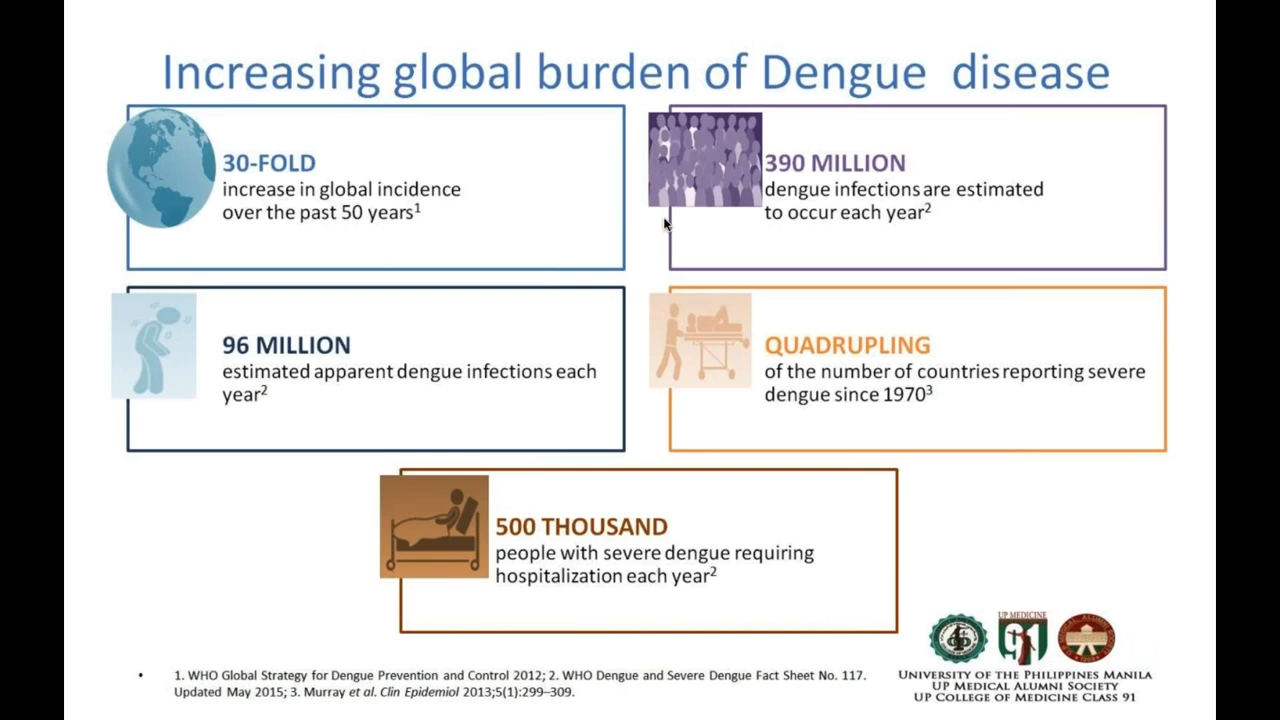 Increasing global burden of Dengue disease
30-FOLD
increase in global incidence
over the past 50 years1
390 MILLION
dengue infections are estimated
to occur each year2
96 MILLION
estimated apparent dengue infections each
year2
QUADRUPLING
of the number of countries reporting severe
dengue since 19703
500 THOUSAND
people with severe dengue requiring
hospitalization each year2
• 1. WHO Global Strategy for Dengue Prevention and Control 2012; 2. WHO Dengue and Severe Dengue Fact Sheet No. 117.
Updated May 2015; 3. Murray et al. Clin Epidemiol 2013;5(1):299–309.
UP MEDICINE
91
UNIVERSITY OF THE PHILIPPINES MANILA
UP MEDICAL ALUMNI SOCIETY
UP COLLEGE OF MEDICINE CLASS 91